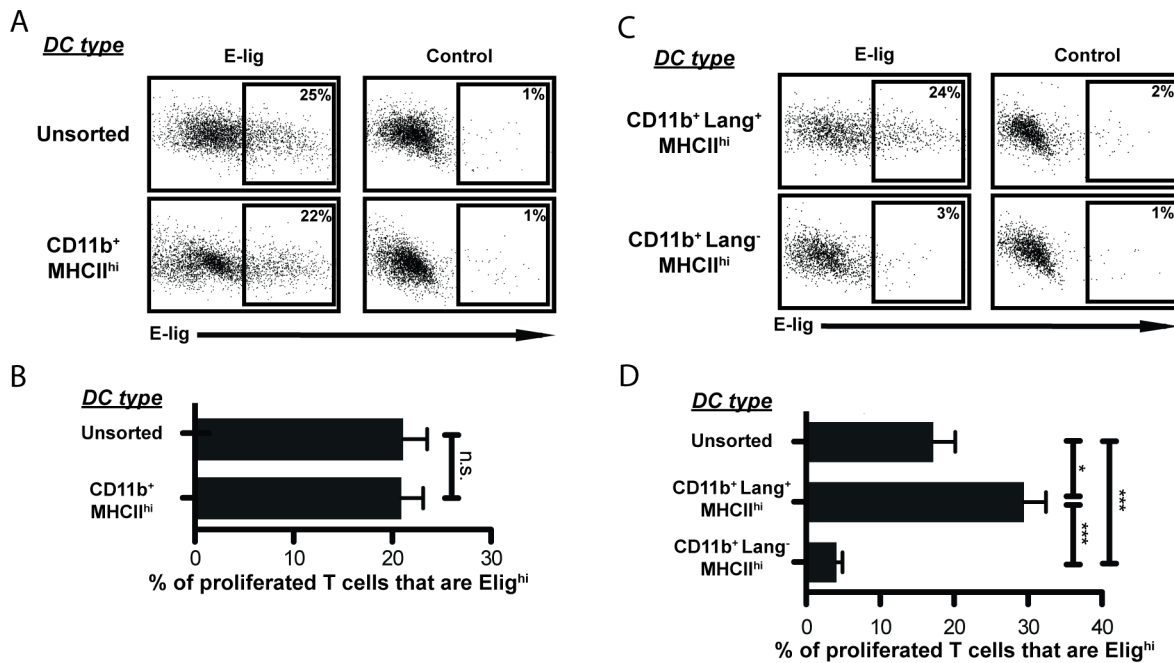 A
DC type
E-lig
Control
Unsorted
25%
1%
CD11b⁺
MHCIIʰⁱ
22%
1%
E-lig
B
DC type
Unsorted
CD11b⁺
MHCIIʰⁱ
n.s.
0 10 20 30
% of proliferated T cells that are Eligʰⁱ
C
DC type
E-lig
Control
CD11b⁺ Lang⁺
MHCIIʰⁱ
24%
2%
CD11b⁺ Lang⁻
MHCIIʰⁱ
3%
1%
E-lig
D
DC type
Unsorted
CD11b⁺ Lang⁺
MHCIIʰⁱ
CD11b⁺ Lang⁻
MHCIIʰⁱ
*
***
***
0 10 20 30 40
% of proliferated T cells that are Eligʰⁱ